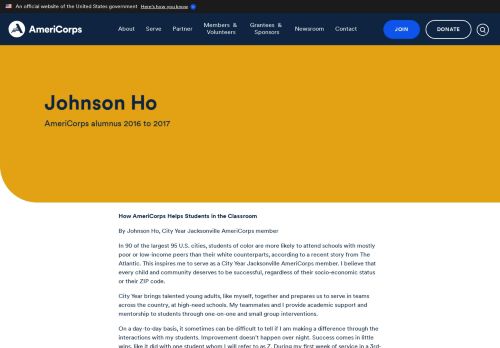 An official website of the United States government Here's how you know
AmeriCorps
About Serve Partner Members & Volunteers Grantees & Sponsors Newsroom Contact JOIN DONATE
Johnson Ho
AmeriCorps alumnus 2016 to 2017
How AmeriCorps Helps Students in the Classroom
By Johnson Ho, City Year Jacksonville AmeriCorps member
In 90 of the largest 95 U.S. cities, students of color are more likely to attend schools with mostly
poor or low-income peers than their white counterparts, according to a recent story from The
Atlantic. This inspires me to serve as a City Year Jacksonville AmeriCorps member. I believe that
every child and community deserves to be successful, regardless of their socio-economic status
or their ZIP code.
City Year brings talented young adults, like myself, together and prepares us to serve in teams
across the country, at high-need schools. My teammates and I provide academic support and
mentorship to students through one-on-one and small group interventions.
On a day-to-day basis, it sometimes can be difficult to tell if I am making a difference through the
interactions with my students. Improvement doesn't happen over night. Success comes in little
wins, like it did with one student whom I will refer to as Z. During my first week of service in a 3rd-